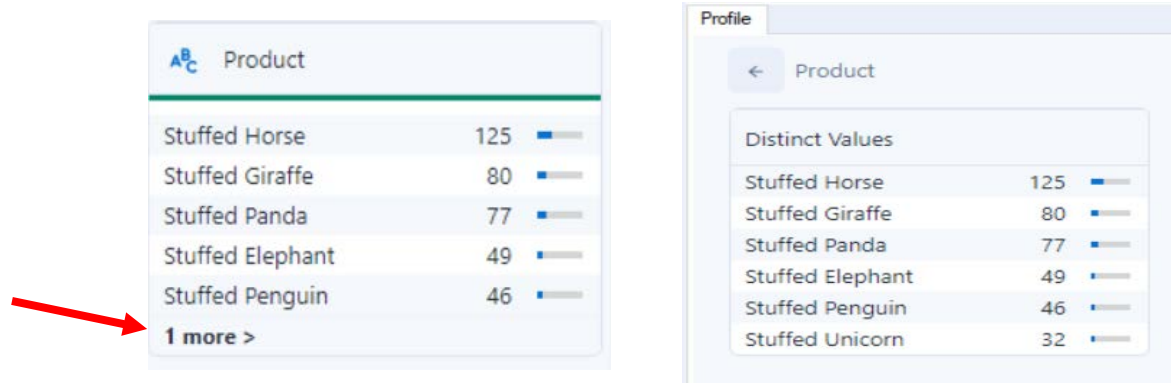 ABC Product
Stuffed Horse 125
Stuffed Giraffe 80
Stuffed Panda 77
Stuffed Elephant 49
Stuffed Penguin 46
1 more >
Profile
← Product
Distinct Values
Stuffed Horse 125
Stuffed Giraffe 80
Stuffed Panda 77
Stuffed Elephant 49
Stuffed Penguin 46
Stuffed Unicorn 32